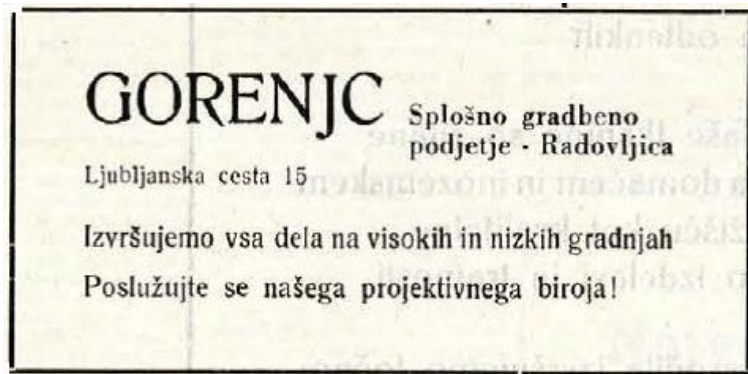 GORENJC Splošno gradbeno
podjetje - Radovljica
Ljubljanska cesta 15
Izvršujemo vsa dela na visokih in nizkih gradnjah
Poslužujte se našega projektivnega biroja!